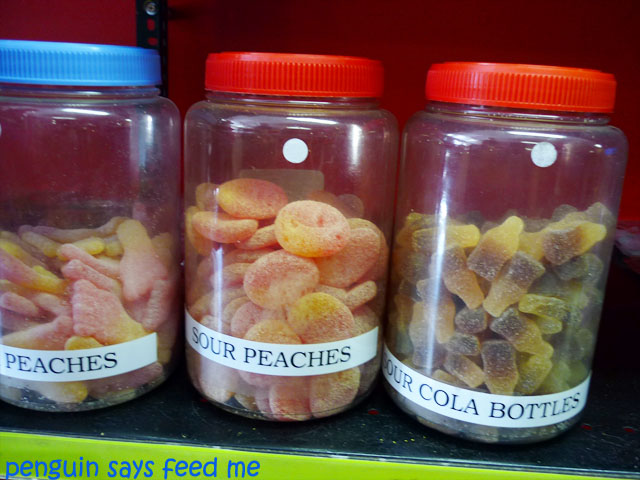 PEACHES
SOUR PEACHES
OUR COLA BOTTLES
penguin says feed me